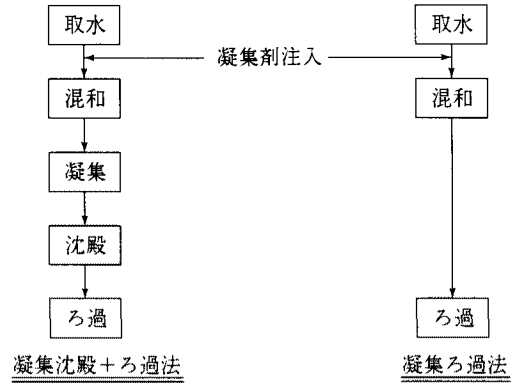 取水
取水
凝集剤注入
混和
混和
凝集
沈殿
ろ過
ろ過
凝集沈殿+ろ過法
凝集ろ過法